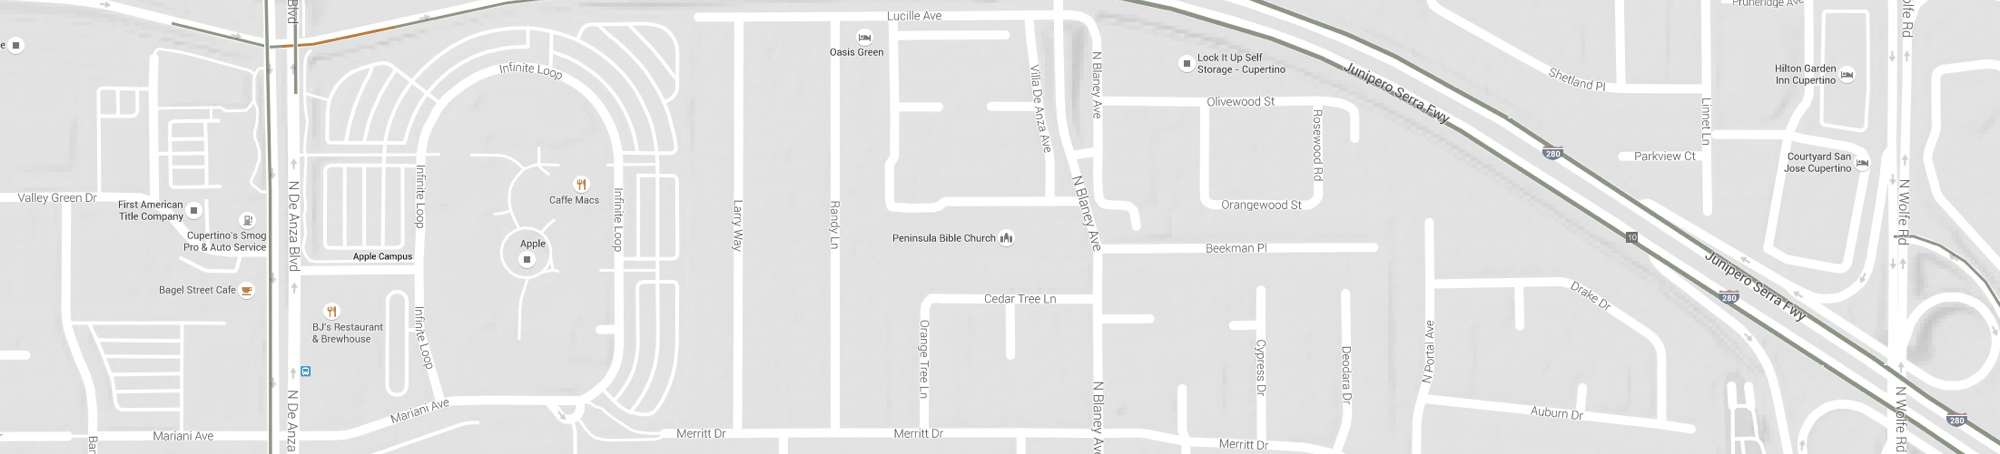 Blvd
Lucille Ave
Pruneridge Ave
olfe Rd
e
Oasis Green
Infinite Loop
N Blaney Ave
Lock It Up Self
Storage - Cupertino
Junipero Serra Fwy
Shetland Pl
Hilton Garden
Inn Cupertino
Villa De Anza Ave
Olivewood St
Rosewood Rd
Linnet Ln
280
Parkview Ct
Courtyard San
Jose Cupertino
Valley Green Dr
First American
Title Company
Infinite Loop
Caffe Macs
Infinite Loop
Larry Way
Randy Ln
N Blaney Ave
Orangewood St
N Wolfe Rd
N De Anza Blvd
Cupertino's Smog
Pro & Auto Service
Apple
Peninsula Bible Church
Beekman Pl
10
Apple Campus
Junipero Serra Fwy
280
Bagel Street Cafe
Cedar Tree Ln
Drake Dr
BJ's Restaurant
& Brewhouse
Infinite Loop
Orange Tree Ln
Cypress Dr
Deodara Dr
N Portal Ave
Mariani Ave
Auburn Dr
280
N De Anza
N Blaney Ave
N Wolfe Rd
Mariani Ave
Ban
Merritt Dr
Merritt Dr
Merritt Dr